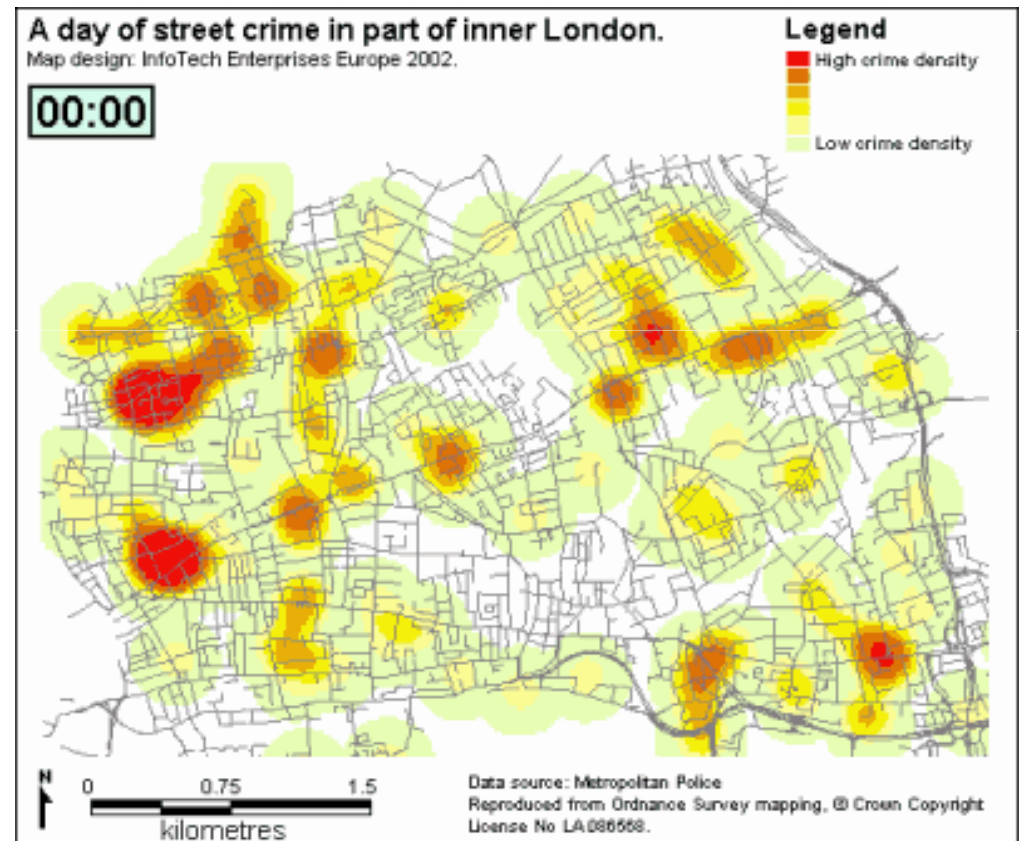 A day of street crime in part of inner London.
Map design: InfoTech Enterprises Europe 2002.
00:00
Legend
High crime density
Low crime density
N
0 0.75 1.5
kilometres
Data source: Metropolitan Police
Reproduced from Ordnance Survey mapping, © Crown Copyright
License No LA086568.